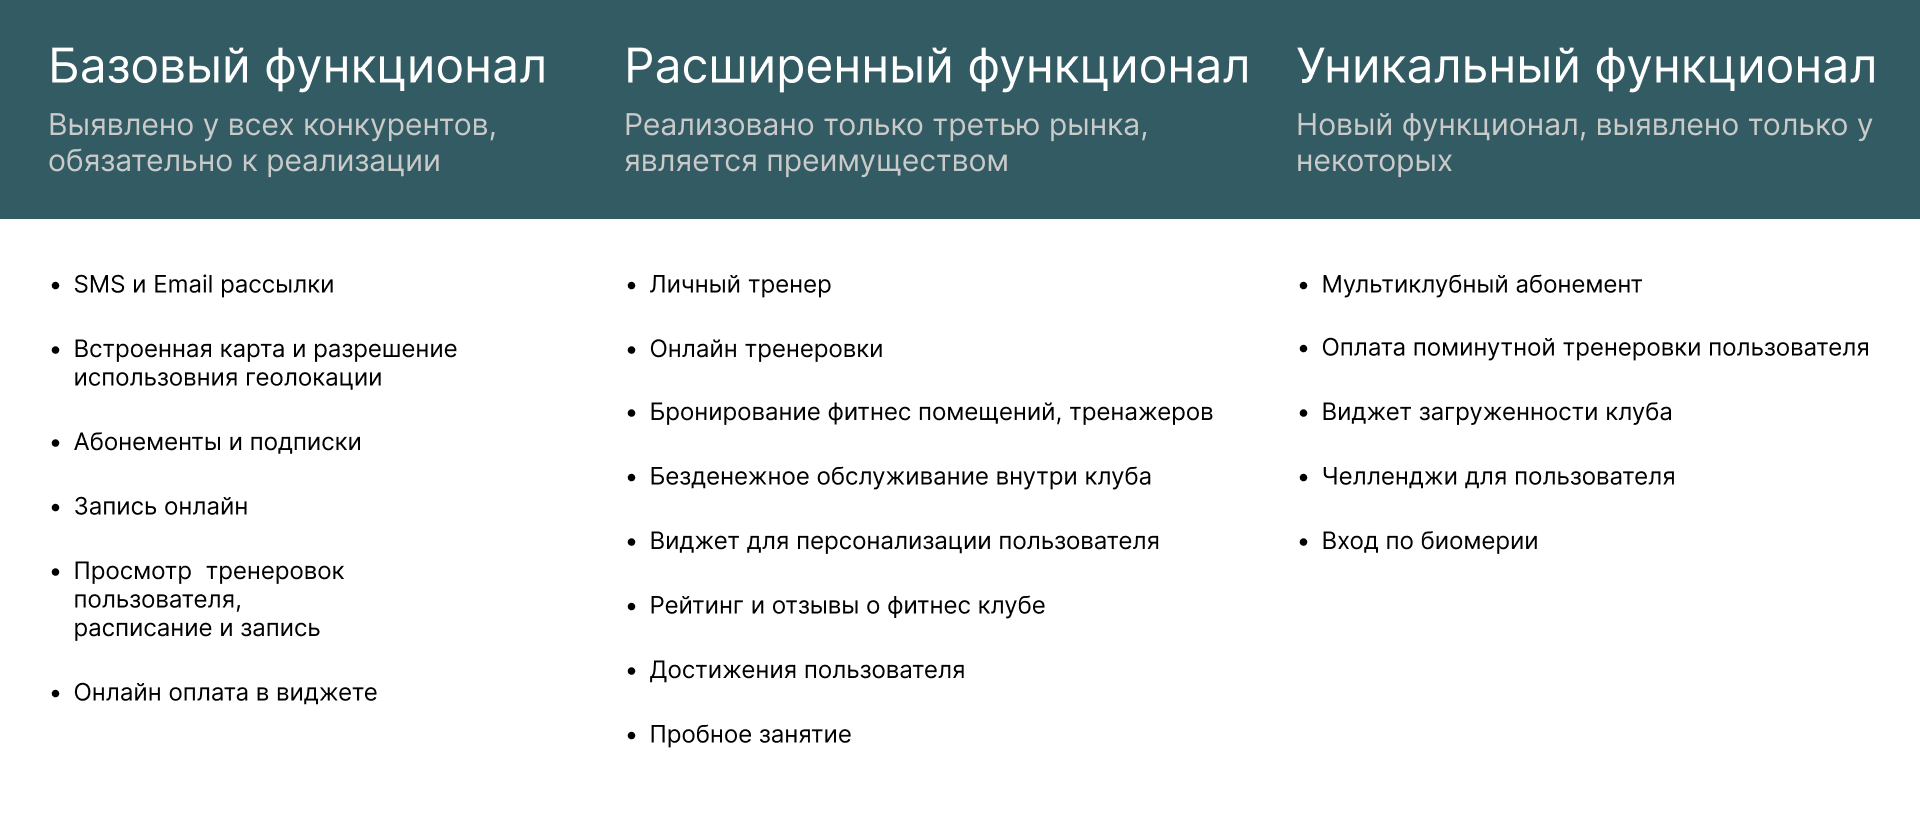 Базовый функционал
Выявлено у всех конкурентов,
обязательно к реализации
Расширенный функционал
Реализовано только третью рынка,
является преимуществом
Уникальный функционал
Новый функционал, выявлено только у
некоторых
• SMS и Email рассылки
• Встроенная карта и разрешение
использовния геолокации
• Абонементы и подписки
• Запись онлайн
• Просмотр  тренеровок
пользователя,
расписание и запись
• Онлайн оплата в виджете
• Личный тренер
• Онлайн тренеровки
• Бронирование фитнес помещений, тренажеров
• Безденежное обслуживание внутри клуба
• Виджет для персонализации пользователя
• Рейтинг и отзывы о фитнес клубе
• Достижения пользователя
• Пробное занятие
• Мультиклубный абонемент
• Оплата поминутной тренеровки пользователя
• Виджет загруженности клуба
• Челленджи для пользователя
• Вход по биомерии